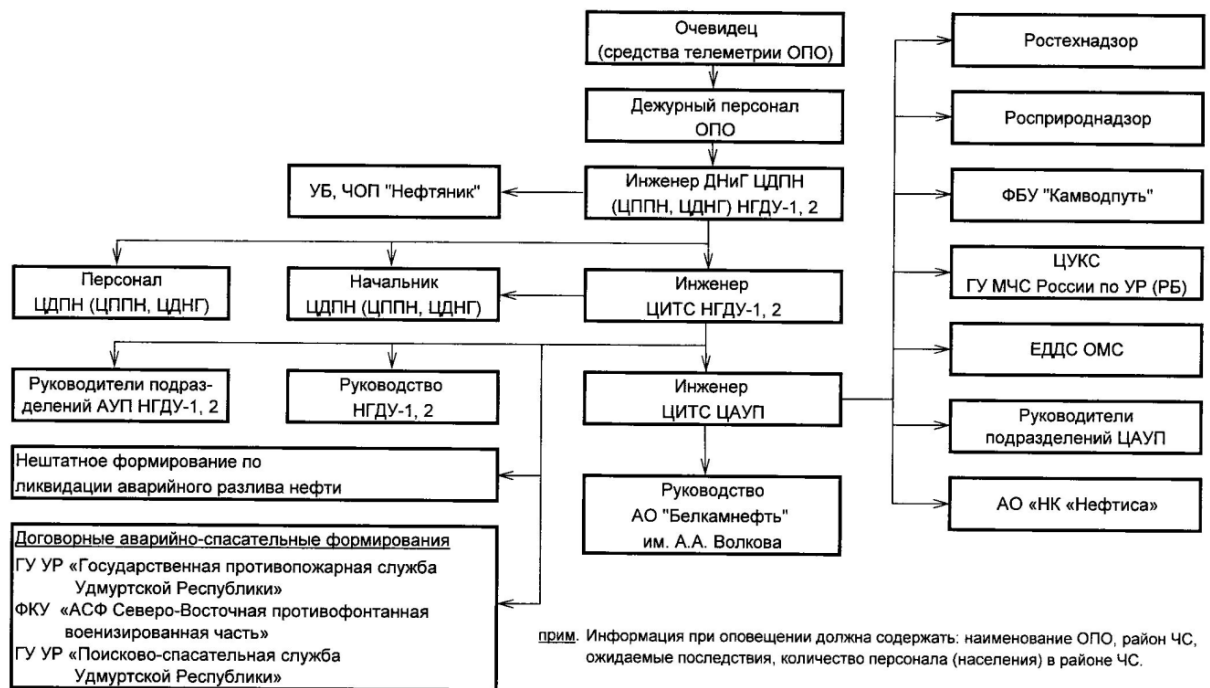 Очевидец
(средства телеметрии ОПО)
Дежурный персонал
ОПО
УБ, ЧОП "Нефтяник"
Инженер ДНиГ ЦДПН
(ЦППН, ЦДНГ) НГДУ-1, 2
Персонал
ЦДПН (ЦППН, ЦДНГ)
Начальник
ЦДПН (ЦППН, ЦДНГ)
Инженер
ЦИТС НГДУ-1, 2
Руководители подраз-
делений АУП НГДУ-1, 2
Руководство
НГДУ-1, 2
Инженер
ЦИТС ЦАУП
Нештатное формирование по
ликвидации аварийного разлива нефти
Руководство
АО "Белкамнефть"
им. А.А. Волкова
Договорные аварийно-спасательные формирования
ГУ УР «Государственная противопожарная служба
Удмуртской Республики»
ФКУ «АСФ Северо-Восточная противофонтанная
военизированная часть»
ГУ УР «Поисково-спасательная служба
Удмуртской Республики»
Ростехнадзор
Росприроднадзор
ФБУ "Камводпуть"
ЦУКС
ГУ МЧС России по УР (РБ)
ЕДДС ОМС
Руководители
подразделений ЦАУП
АО «НК «Нефтиса»
прим. Информация при оповещении должна содержать: наименование ОПО, район ЧС,
ожидаемые последствия, количество персонала (населения) в районе ЧС.